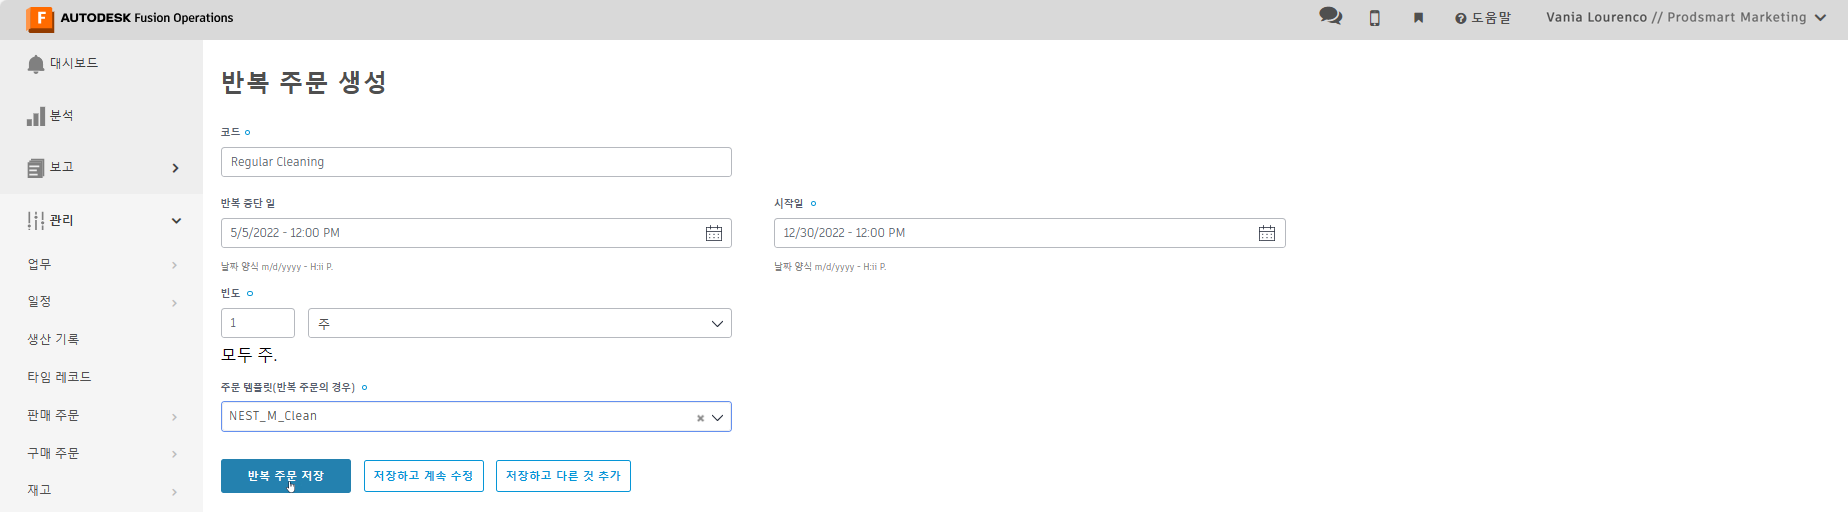 AUTODESK Fusion Operations
도움말
Vania Lourenco // Prodsmart Marketing
대시보드
분석
보고
관리
업무
일정
생산 기록
타임 레코드
판매 주문
구매 주문
재고
반복 주문 생성
코드
Regular Cleaning
반복 중단 일
시작일
5/5/2022 - 12:00 PM
12/30/2022 - 12:00 PM
날짜 양식 m/d/yyyy - H:ii P.
날짜 양식 m/d/yyyy - H:ii P.
빈도
1
주
모두 주.
주문 템플릿(반복 주문의 경우)
NEST_M_Clean
반복 주문 저장
저장하고 계속 수정
저장하고 다른 것 추가